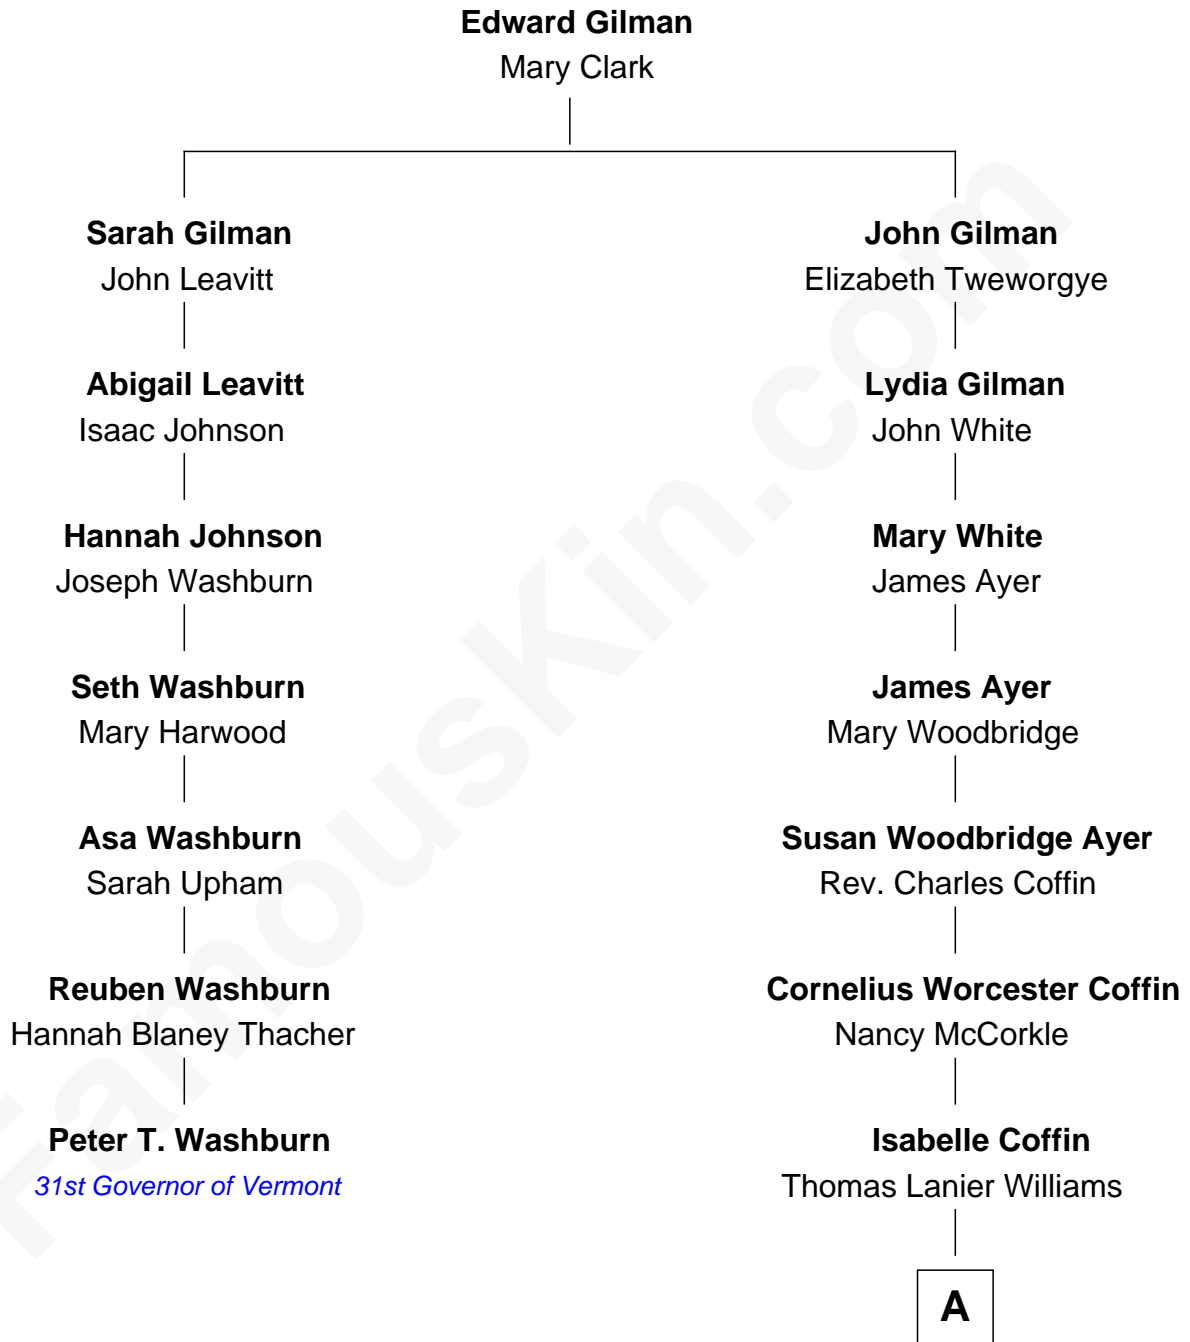 Edward Gilman
Mary Clark
Sarah Gilman
John Leavitt
Abigail Leavitt
Isaac Johnson
Hannah Johnson
Joseph Washburn
Seth Washburn
Mary Harwood
Asa Washburn
Sarah Upham
Reuben Washburn
Hannah Blaney Thacher
Peter T. Washburn
31st Governor of Vermont
John Gilman
Elizabeth Tweworgye
Lydia Gilman
John White
Mary White
James Ayer
James Ayer
Mary Woodbridge
Susan Woodbridge Ayer
Rev. Charles Coffin
Cornelius Worcester Coffin
Nancy McCorkle
Isabelle Coffin
Thomas Lanier Williams
A
FamousKin.com